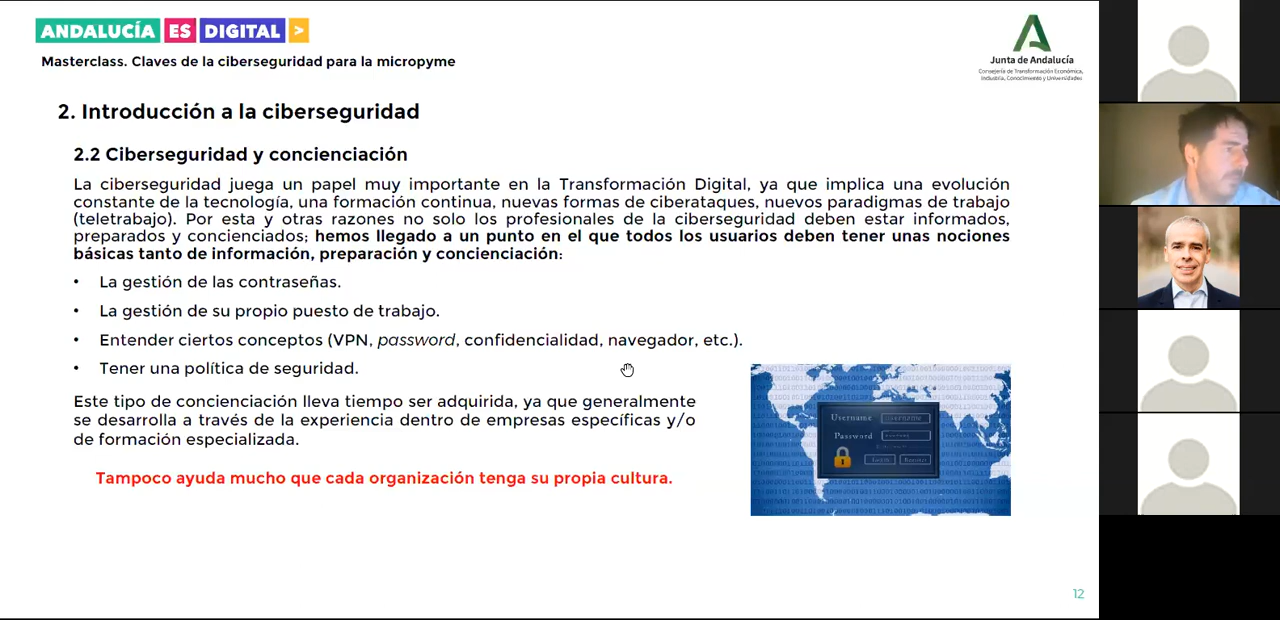 ANDALUCÍA ES DIGITAL >
Masterclass. Claves de la ciberseguridad para la micropyme
Junta de Andalucía
Consejería de Transformación Económica,
Industria, Conocimiento y Universidades
2. Introducción a la ciberseguridad
2.2 Ciberseguridad y concienciación
La ciberseguridad juega un papel muy importante en la Transformación Digital, ya que implica una evolución
constante de la tecnología, una formación continua, nuevas formas de ciberataques, nuevos paradigmas de trabajo
(teletrabajo). Por esta y otras razones no solo los profesionales de la ciberseguridad deben estar informados,
preparados y concienciados; hemos llegado a un punto en el que todos los usuarios deben tener unas nociones
básicas tanto de información, preparación y concienciación:
• La gestión de las contraseñas.
• La gestión de su propio puesto de trabajo.
• Entender ciertos conceptos (VPN, password, confidencialidad, navegador, etc.).
• Tener una política de seguridad.
Este tipo de concienciación lleva tiempo ser adquirida, ya que generalmente
se desarrolla a través de la experiencia dentro de empresas específicas y/o
de formación especializada.
Tampoco ayuda mucho que cada organización tenga su propia cultura.
Username
Password
12